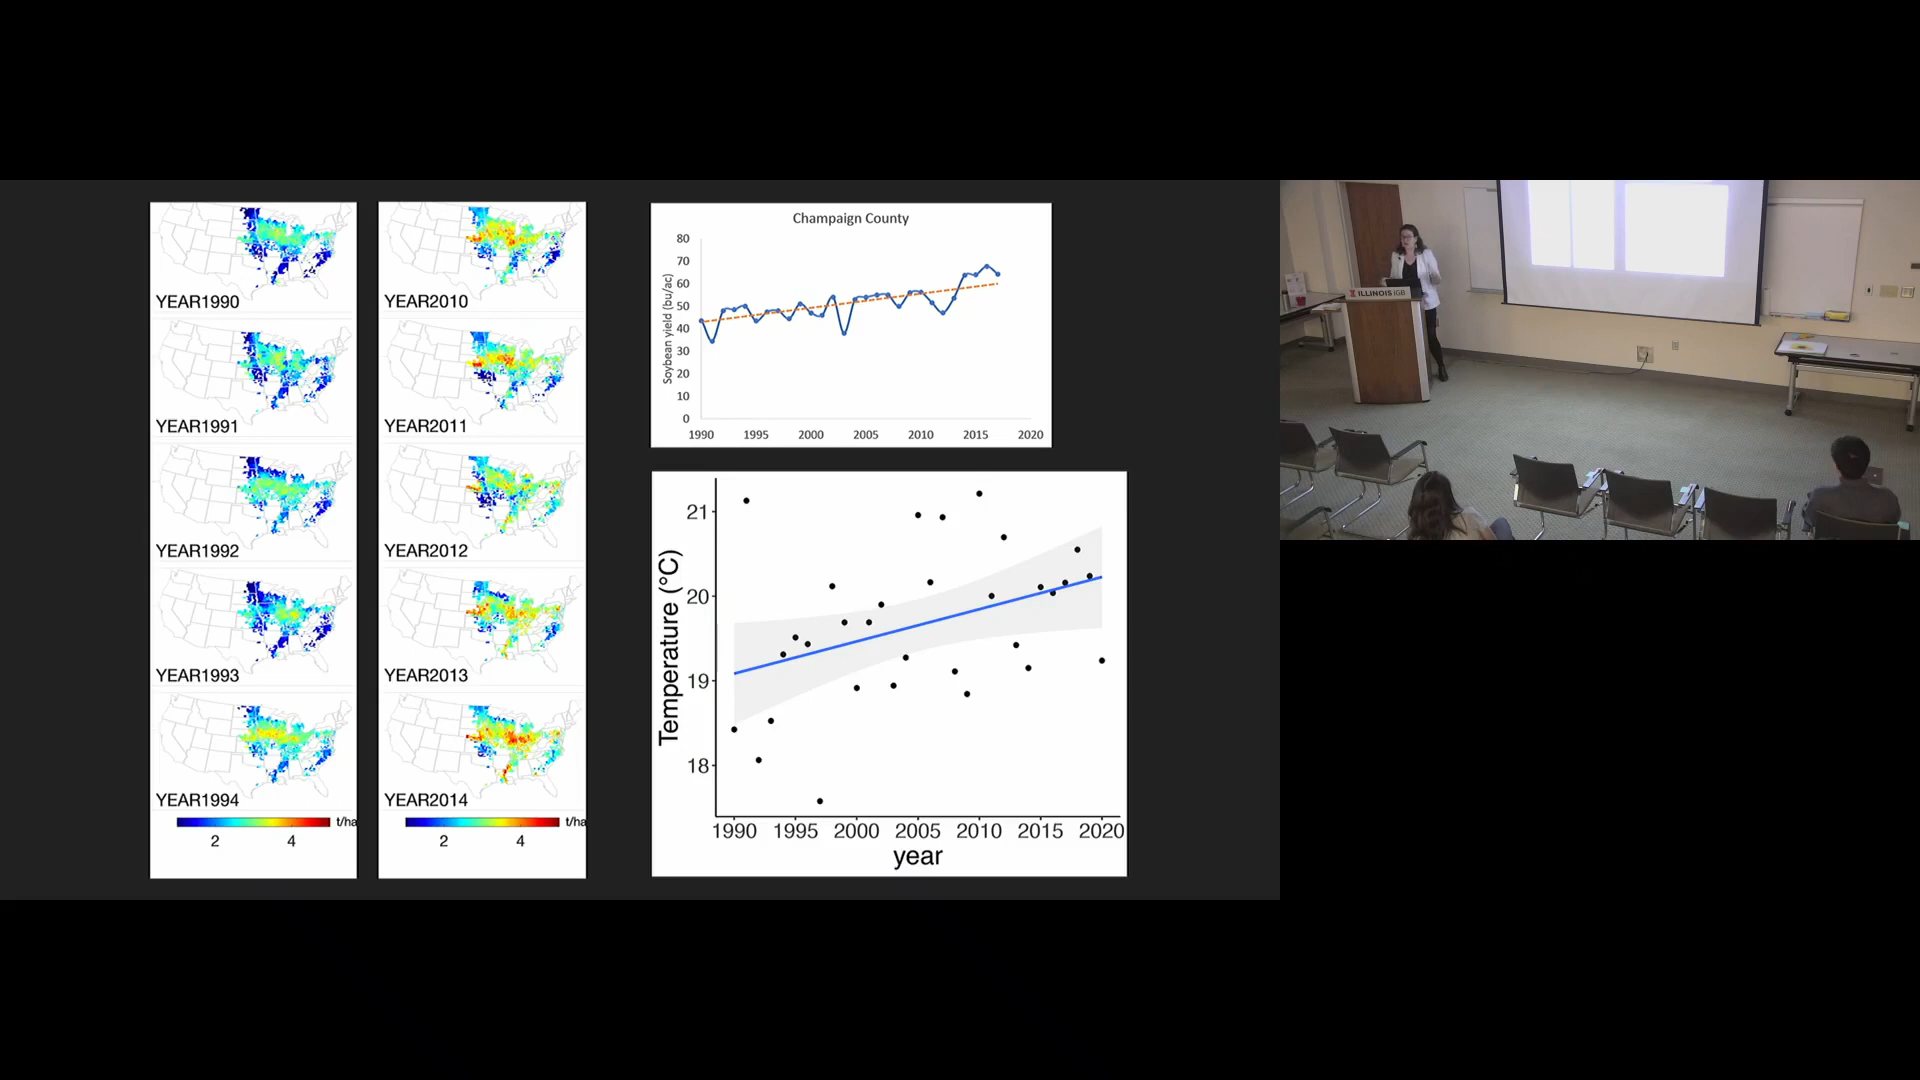 YEAR1990
YEAR1991
YEAR1992
YEAR1993
YEAR1994
t/ha
2 4
YEAR2010
YEAR2011
YEAR2012
YEAR2013
YEAR2014
t/ha
2 4
Champaign County
Soybean yield (bu/ac)
80
70
60
50
40
30
20
10
0
1990 1995 2000 2005 2010 2015 2020
Temperature (°C)
21
20
19
18
1990 1995 2000 2005 2010 2015 2020
year
ILLINOIS IGB